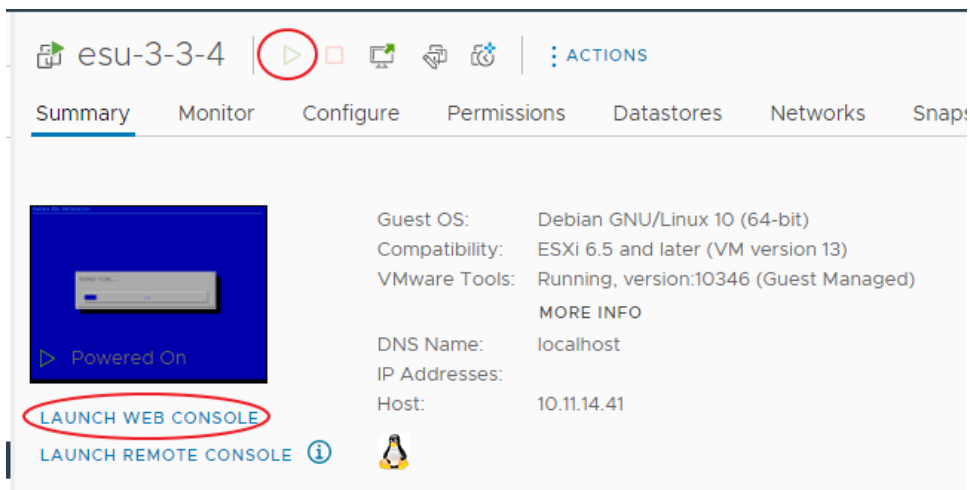 esu-3-3-4 ACTIONS
Summary Monitor Configure Permissions Datastores Networks Snaps
Guest OS: Debian GNU/Linux 10 (64-bit)
Compatibility: ESXi 6.5 and later (VM version 13)
VMware Tools: Running, version:10346 (Guest Managed)
MORE INFO
Powered On
DNS Name: localhost
IP Addresses:
Host: 10.11.14.41
LAUNCH WEB CONSOLE
LAUNCH REMOTE CONSOLE